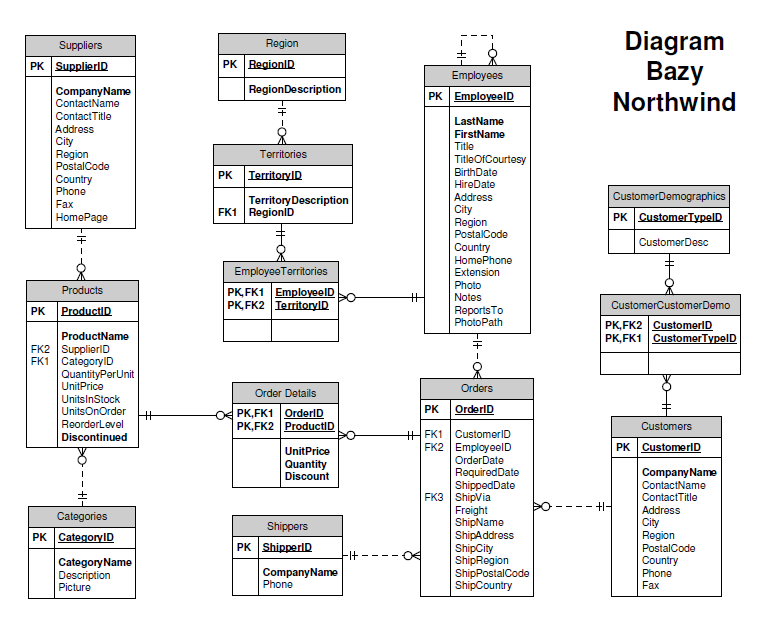 Diagram
Bazy
Northwind
Suppliers
PK SupplierID
CompanyName
ContactName
ContactTitle
Address
City
Region
PostalCode
Country
Phone
Fax
HomePage
Region
PK RegionID
RegionDescription
Employees
PK EmployeeID
LastName
FirstName
Title
TitleOfCourtesy
BirthDate
HireDate
Address
City
Region
PostalCode
Country
HomePhone
Extension
Photo
Notes
ReportsTo
PhotoPath
Territories
PK TerritoryID
TerritoryDescription
FK1 RegionID
CustomerDemographics
PK CustomerTypeID
CustomerDesc
EmployeeTerritories
PK,FK1 EmployeeID
PK,FK2 TerritoryID
Products
PK ProductID
ProductName
FK2 SupplierID
FK1 CategoryID
QuantityPerUnit
UnitPrice
UnitsInStock
UnitsOnOrder
ReorderLevel
Discontinued
CustomerCustomerDemo
PK,FK2 CustomerID
PK,FK1 CustomerTypeID
Order Details
PK,FK1 OrderID
PK,FK2 ProductID
UnitPrice
Quantity
Discount
Orders
PK OrderID
FK1 CustomerID
FK2 EmployeeID
OrderDate
RequiredDate
ShippedDate
FK3 ShipVia
Freight
ShipName
ShipAddress
ShipCity
ShipRegion
ShipPostalCode
ShipCountry
Customers
PK CustomerID
CompanyName
ContactName
ContactTitle
Address
City
Region
PostalCode
Country
Phone
Fax
Categories
PK CategoryID
CategoryName
Description
Picture
Shippers
PK ShipperID
CompanyName
Phone